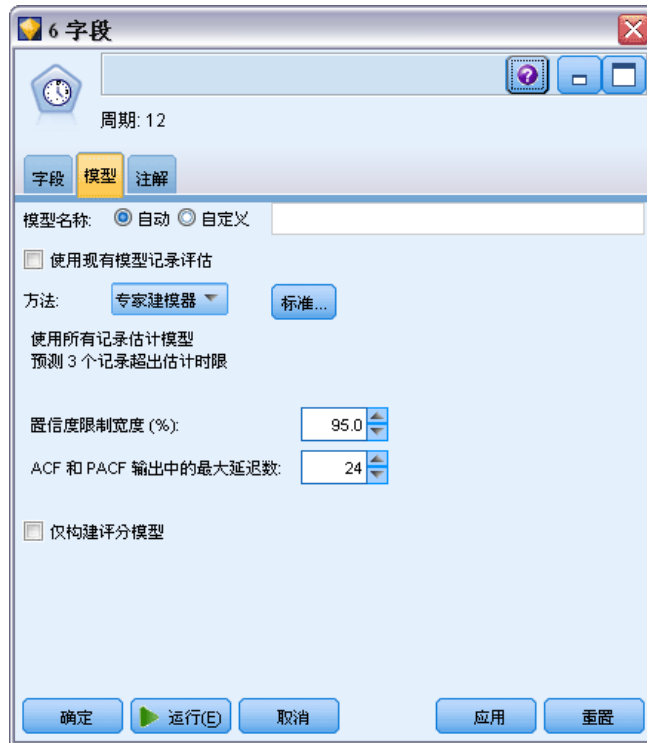 6 字段
周期: 12
字段 模型 注解
模型名称: 自动 自定义
使用现有模型记录评估
方法: 专家建模器 标准...
使用所有记录估计模型
预测 3 个记录超出估计时限
置信度限制宽度 (%): 95.0
ACF 和 PACF 输出中的最大延迟数: 24
仅构建评分模型
确定 运行(E) 取消 应用 重置